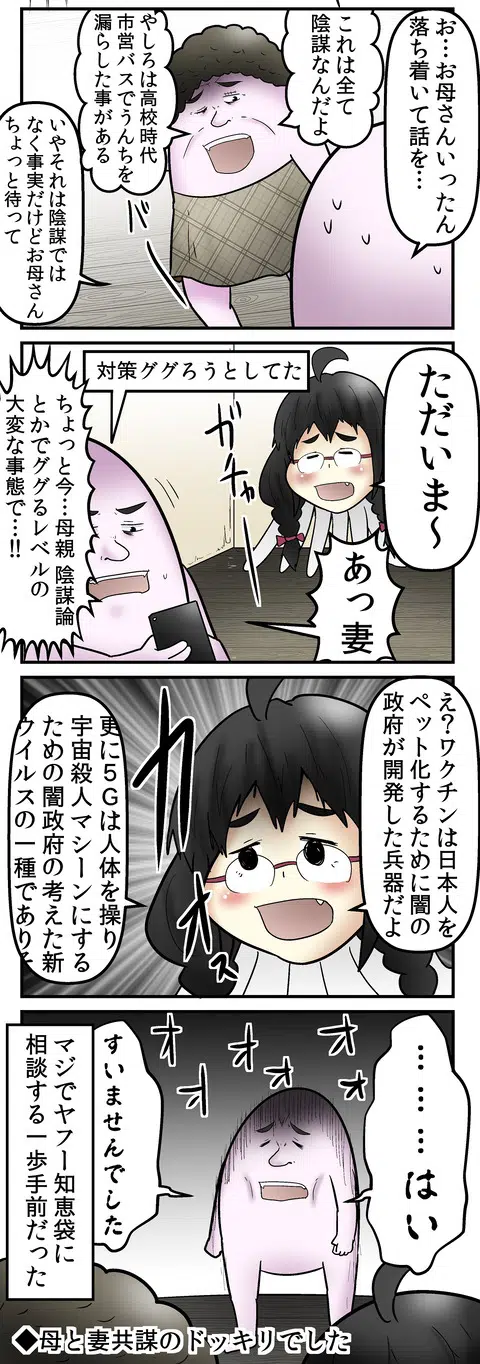 お…お母さんいったん
落ち着いて話を…
これは全て
陰謀なんだよ
やしろは高校時代
市営バスでうんちを
漏らした事がある
いやそれは陰謀では
なく事実だけどお母さん
ちょっと待って
ただいま～
ガチャ
あっ妻
対策ググろうとしてた
ちょっと今…母親 陰謀論
とかでググるレベルの
大変な事態で…!!
え?ワクチンは日本人を
ペット化するために闇の
政府が開発した兵器だよ
更に5Gは人体を操り
宇宙殺人マシーンにする
ための闇政府の考えた新
ウイルスの一種であり
オオ
ォス
………はい
オオオオ
すいませんでした
マジでヤフー知恵袋に
相談する一歩手前だった
◆母と妻共謀のドッキリでした